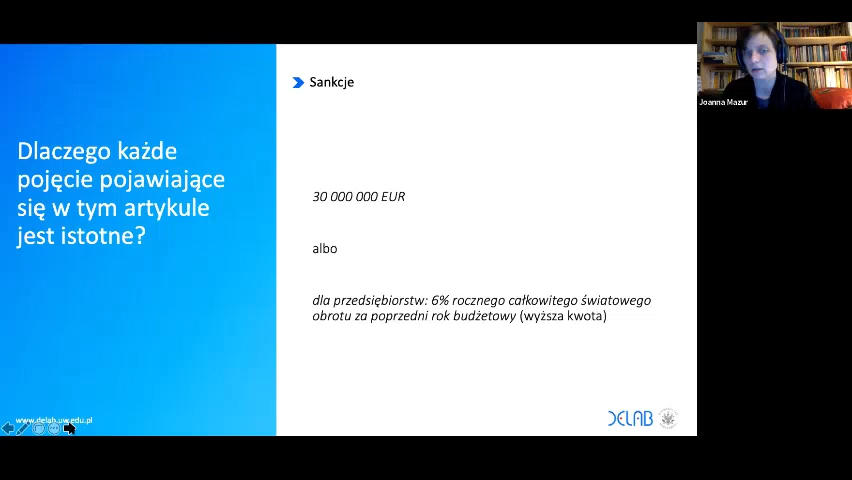 Dlaczego każde
pojęcie pojawiające
się w tym artykule
jest istotne?
www.delab.uw.edu.pl
Sankcje
30 000 000 EUR
albo
dla przedsiębiorstw: 6% rocznego całkowitego światowego
obrotu za poprzedni rok budżetowy (wyższa kwota)
DELAB
Joanna Mazur